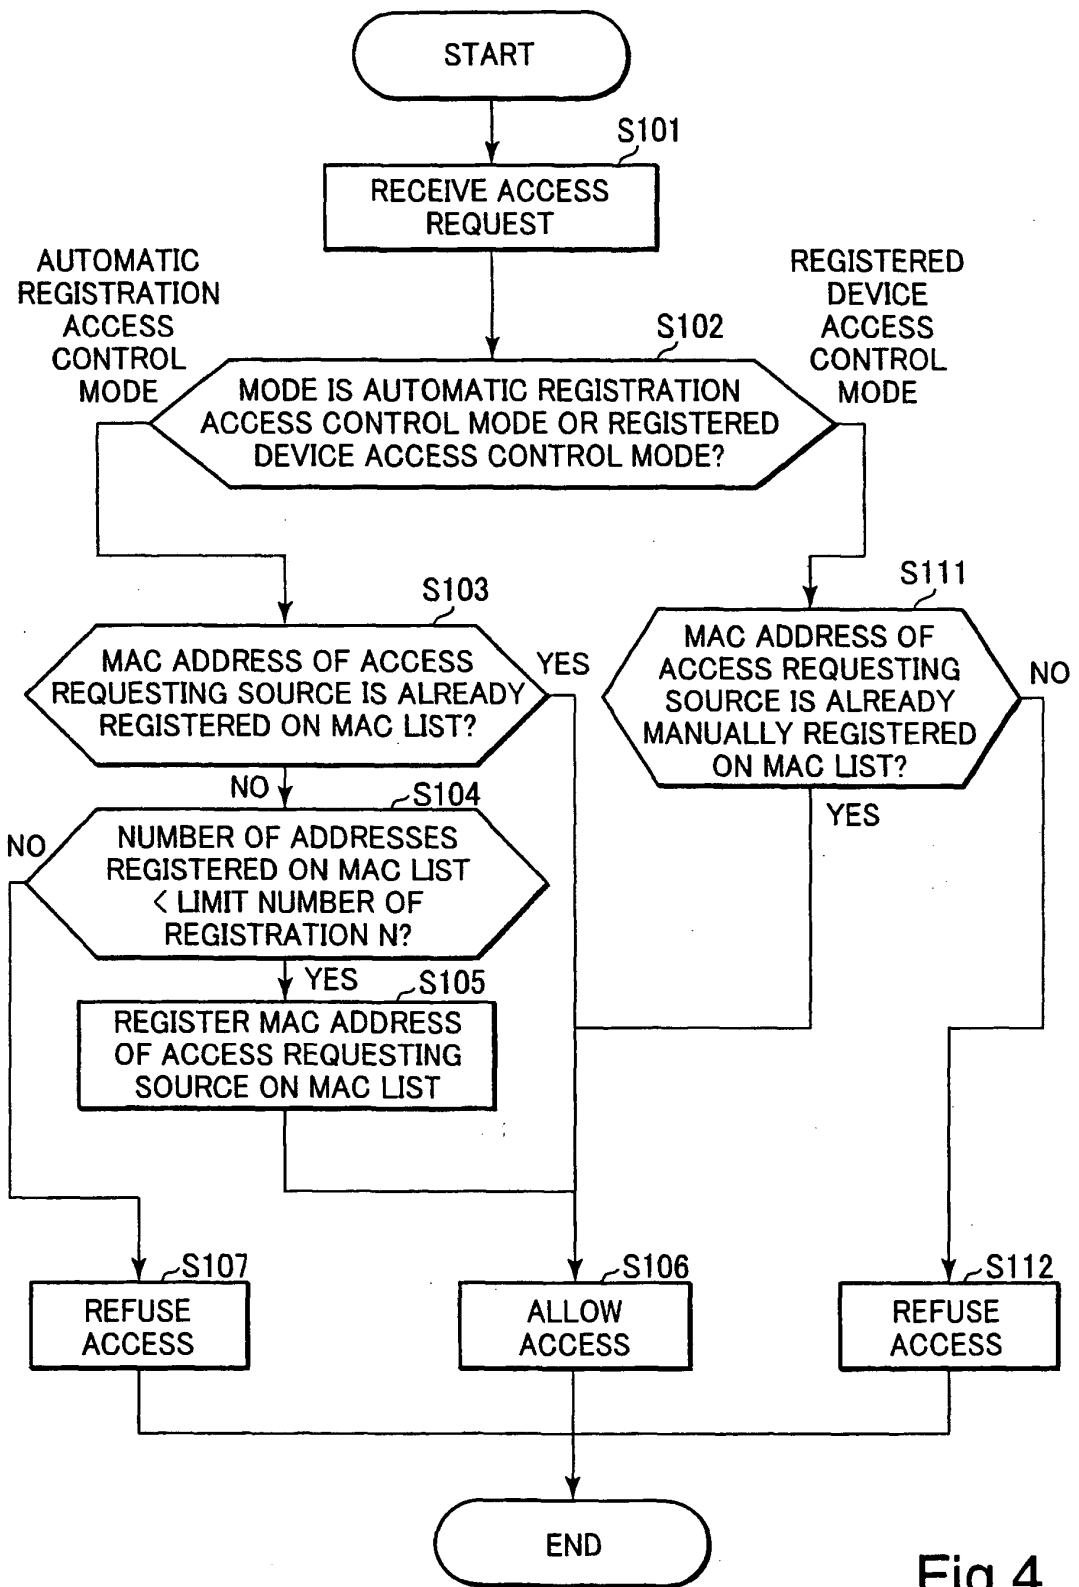 START
S101
RECEIVE ACCESS
REQUEST
AUTOMATIC
REGISTRATION
ACCESS
CONTROL
MODE
REGISTERED
DEVICE
ACCESS
CONTROL
MODE
S102
MODE IS AUTOMATIC REGISTRATION
ACCESS CONTROL MODE OR REGISTERED
DEVICE ACCESS CONTROL MODE?
S103
MAC ADDRESS OF ACCESS
REQUESTING SOURCE IS ALREADY
REGISTERED ON MAC LIST?
YES
NO
S111
MAC ADDRESS OF
ACCESS REQUESTING
SOURCE IS ALREADY
MANUALLY REGISTERED
ON MAC LIST?
NO
YES
S104
NO
NUMBER OF ADDRESSES
REGISTERED ON MAC LIST
< LIMIT NUMBER OF
REGISTRATION N?
YES
S105
REGISTER MAC ADDRESS
OF ACCESS REQUESTING
SOURCE ON MAC LIST
S107
REFUSE
ACCESS
S106
ALLOW
ACCESS
S112
REFUSE
ACCESS
END
Fig.4